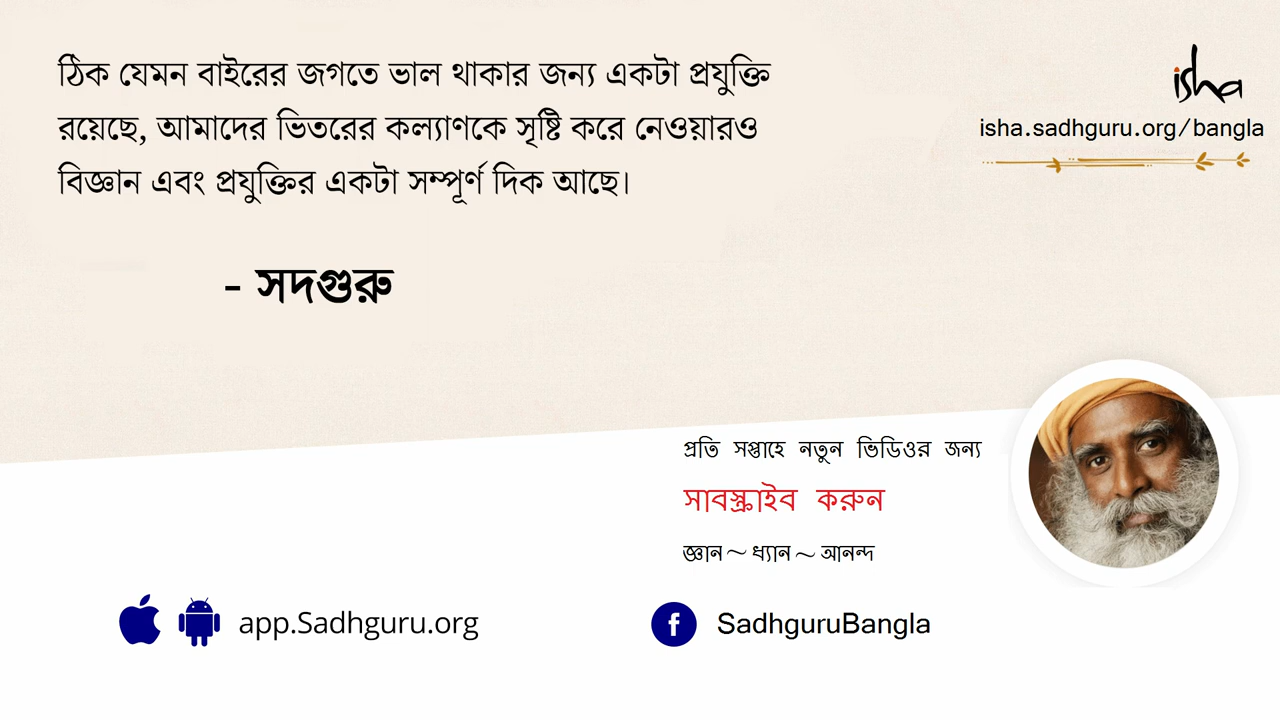 ঠিক যেমন বাইরের জগতে ভাল থাকার জন্য একটা প্রযুক্তি
রয়েছে, আমাদের ভিতরের কল্যাণকে সৃষ্টি করে নেওয়ারও
বিজ্ঞান এবং প্রযুক্তির একটা সম্পূর্ণ দিক আছে।
- সদগুরু
isha
isha.sadhguru.org/bangla
প্রতি সপ্তাহে নতুন ভিডিওর জন্য
সাবস্ক্রাইব করুন
জ্ঞান ~ ধ্যান ~ আনন্দ
app.Sadhguru.org
f SadhguruBangla